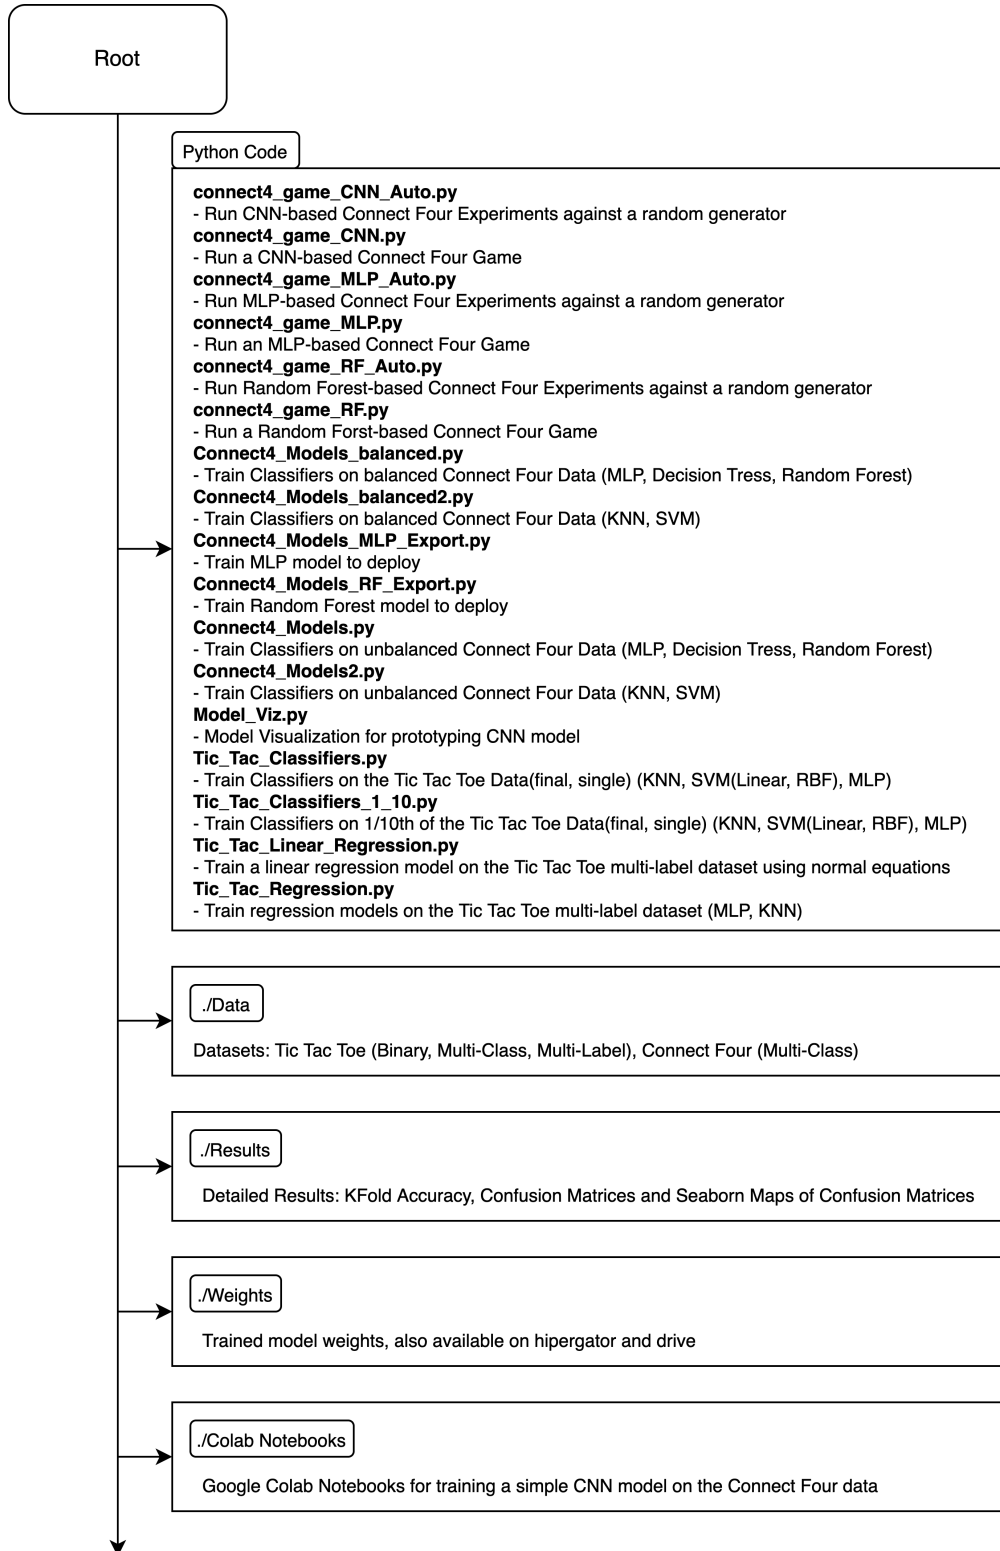 Root
Python Code
connect4_game_CNN_Auto.py
- Run CNN-based Connect Four Experiments against a random generator
connect4_game_CNN.py
- Run a CNN-based Connect Four Game
connect4_game_MLP_Auto.py
- Run MLP-based Connect Four Experiments against a random generator
connect4_game_MLP.py
- Run an MLP-based Connect Four Game
connect4_game_RF_Auto.py
- Run Random Forest-based Connect Four Experiments against a random generator
connect4_game_RF.py
- Run a Random Forst-based Connect Four Game
Connect4_Models_balanced.py
- Train Classifiers on balanced Connect Four Data (MLP, Decision Tress, Random Forest)
Connect4_Models_balanced2.py
- Train Classifiers on balanced Connect Four Data (KNN, SVM)
Connect4_Models_MLP_Export.py
- Train MLP model to deploy
Connect4_Models_RF_Export.py
- Train Random Forest model to deploy
Connect4_Models.py
- Train Classifiers on unbalanced Connect Four Data (MLP, Decision Tress, Random Forest)
Connect4_Models2.py
- Train Classifiers on unbalanced Connect Four Data (KNN, SVM)
Model_Viz.py
- Model Visualization for prototyping CNN model
Tic_Tac_Classifiers.py
- Train Classifiers on the Tic Tac Toe Data(final, single) (KNN, SVM(Linear, RBF), MLP)
Tic_Tac_Classifiers_1_10.py
- Train Classifiers on 1/10th of the Tic Tac Toe Data(final, single) (KNN, SVM(Linear, RBF), MLP)
Tic_Tac_Linear_Regression.py
- Train a linear regression model on the Tic Tac Toe multi-label dataset using normal equations
Tic_Tac_Regression.py
- Train regression models on the Tic Tac Toe multi-label dataset (MLP, KNN)
./Data
Datasets: Tic Tac Toe (Binary, Multi-Class, Multi-Label), Connect Four (Multi-Class)
./Results
Detailed Results: KFold Accuracy, Confusion Matrices and Seaborn Maps of Confusion Matrices
./Weights
Trained model weights, also available on hipergator and drive
./Colab Notebooks
Google Colab Notebooks for training a simple CNN model on the Connect Four data